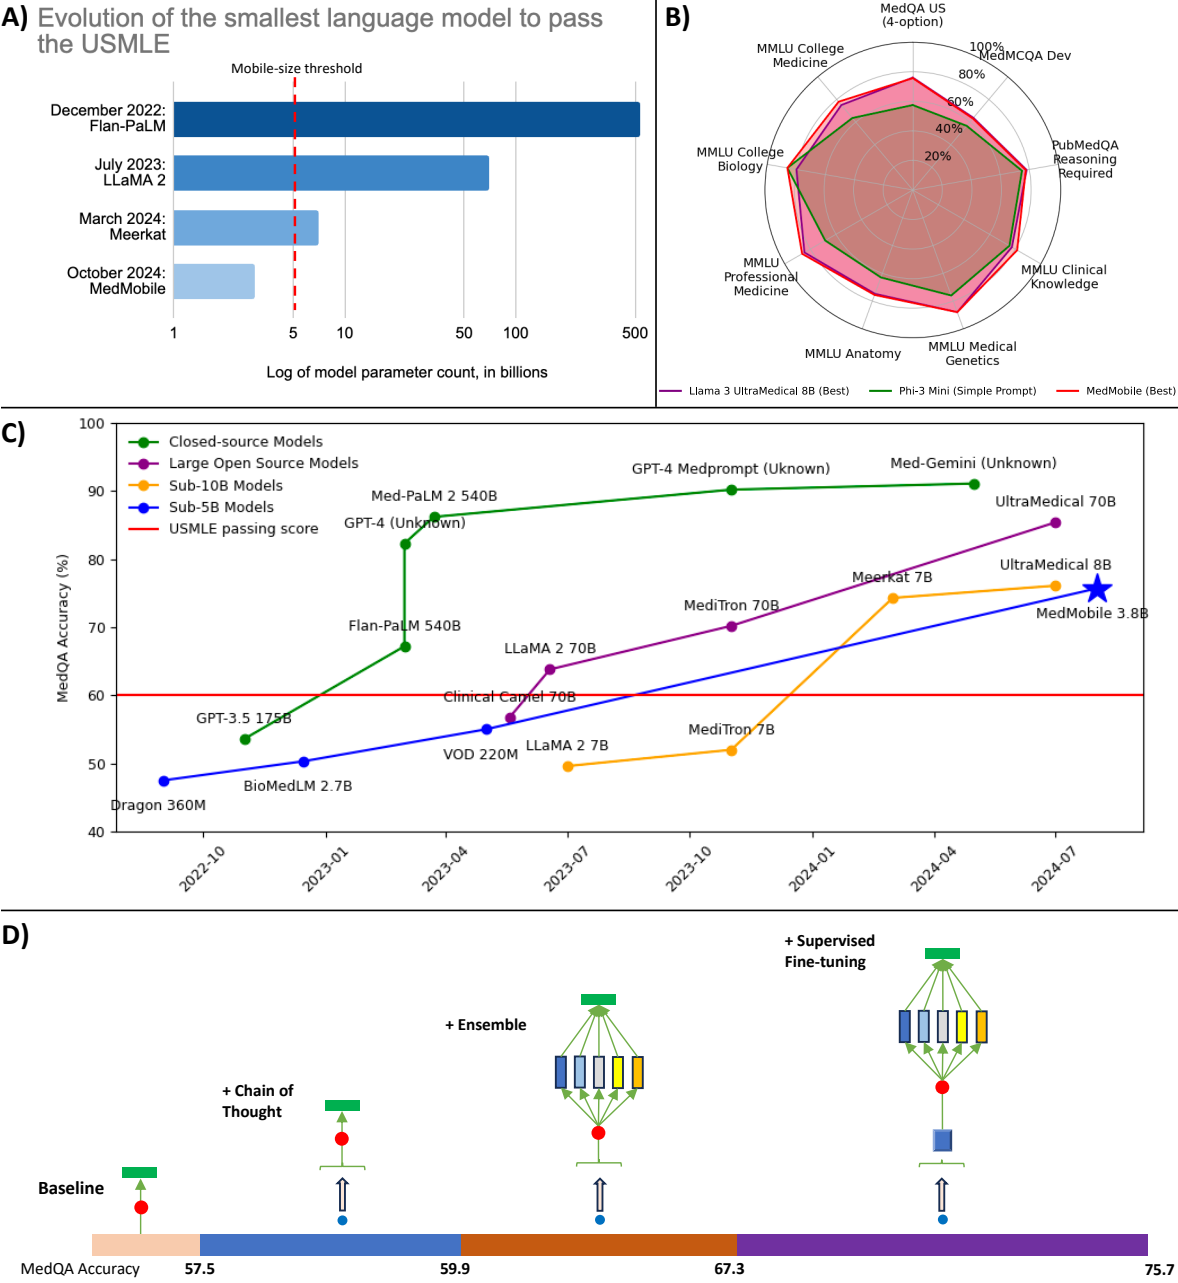 A) Evolution of the smallest language model to pass
the USMLE
Mobile-size threshold
December 2022:
Flan-PaLM
July 2023:
LLaMA 2
March 2024:
Meerkat
October 2024:
MedMobile
1 5 10 50 100 500
Log of model parameter count, in billions
B)
MedQA US
(4-option)
MedMCQA Dev
PubMedQA
Reasoning
Required
MMLU Clinical
Knowledge
MMLU Medical
Genetics
MMLU Anatomy
MMLU
Professional
Medicine
MMLU College
Biology
MMLU College
Medicine
100%
80%
60%
40%
20%
Llama 3 UltraMedical 8B (Best) Phi-3 Mini (Simple Prompt) MedMobile (Best)
C)
Closed-source Models
Large Open Source Models
Sub-10B Models
Sub-5B Models
USMLE passing score
MedQA Accuracy (%)
100
90
80
70
60
50
40
GPT-4 Medprompt (Uknown)
Med-Gemini (Unknown)
Med-PaLM 2 540B
UltraMedical 70B
GPT-4 (Unknown)
UltraMedical 8B
Meerkat 7B
MediTron 70B
MedMobile 3.8B
Flan-PaLM 540B
LLaMA 2 70B
Clinical Camel 70B
GPT-3.5 175B
MediTron 7B
LLaMA 2 7B
VOD 220M
BioMedLM 2.7B
Dragon 360M
2022-10
2023-01
2023-04
2023-07
2023-10
2024-01
2024-04
2024-07
D)
+ Supervised
Fine-tuning
+ Ensemble
+ Chain of
Thought
Baseline
MedQA Accuracy 57.5 59.9 67.3 75.7